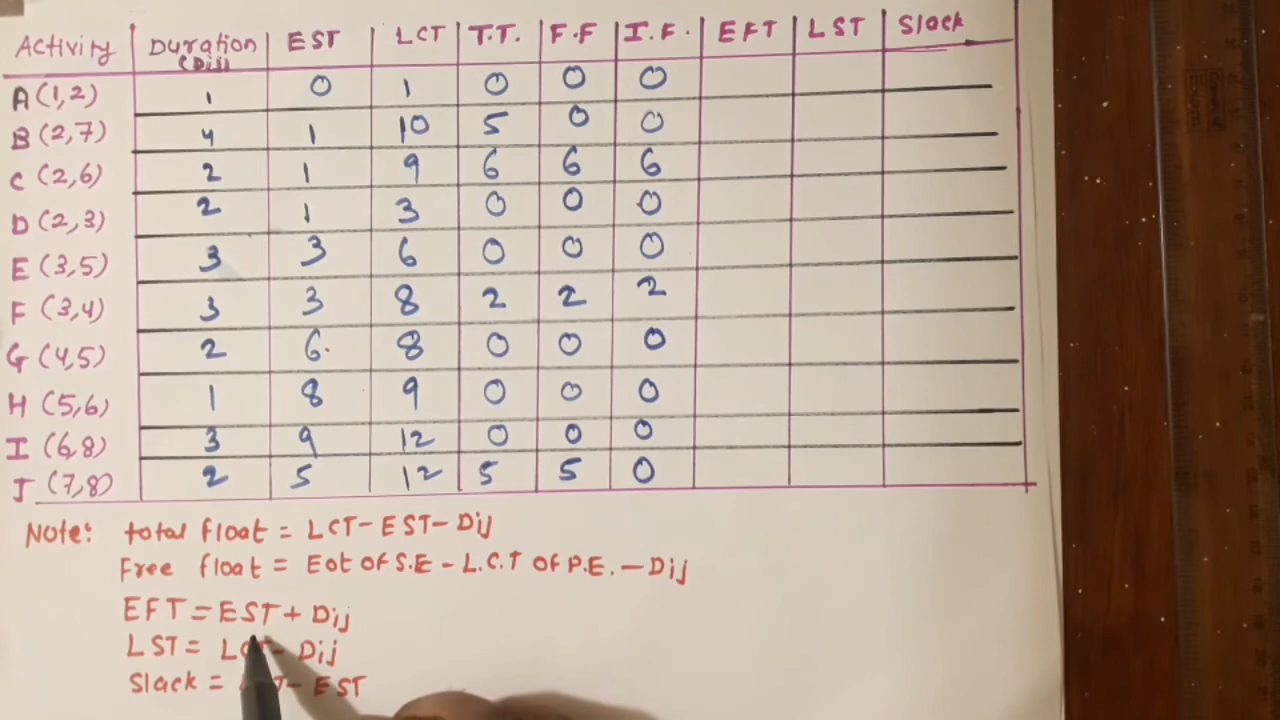 Activity Duration (Dij) EST LCT T.T. F.F I.F. EFT LST Slack
A (1,2) 1 0 1 0 0 0
B (2,7) 4 1 10 5 0 0
C (2,6) 2 1 9 6 6 6
D (2,3) 2 1 3 0 0 0
E (3,5) 3 3 6 0 0 0
F (3,4) 3 3 8 2 2 2
G (4,5) 2 6. 8 0 0 0
H (5,6) 1 8 9 0 0 0
I (6,8) 3 9 12 0 0 0
J (7,8) 2 5 12 5 5 0
Note: total float = LCT - EST - Dij
Free float = Eot of S.E - L.C.T of P.E. - Dij
EFT = EST + Dij
LST = LCT - Dij
Slack = - EST